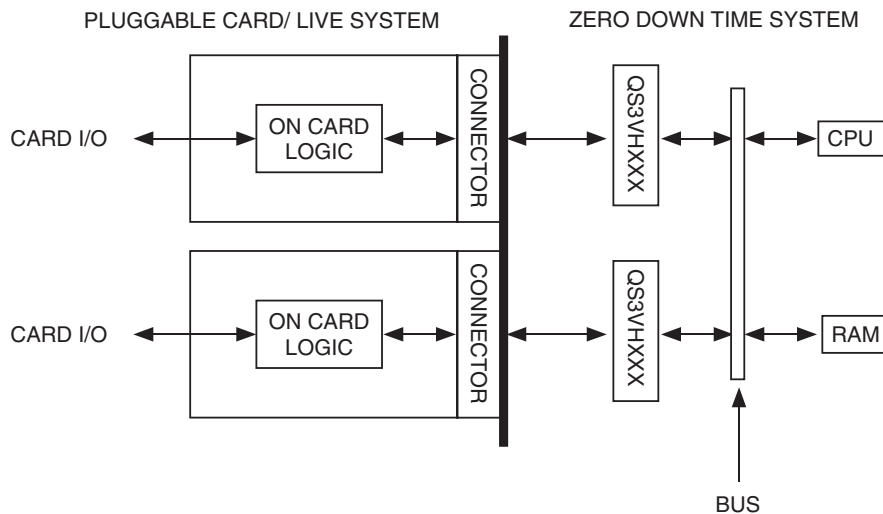 PLUGGABLE CARD/ LIVE SYSTEM
ZERO DOWN TIME SYSTEM
CARD I/O
ON CARD
LOGIC
CONNECTOR
QS3VHXXX
CPU
CARD I/O
ON CARD
LOGIC
CONNECTOR
QS3VHXXX
RAM
BUS